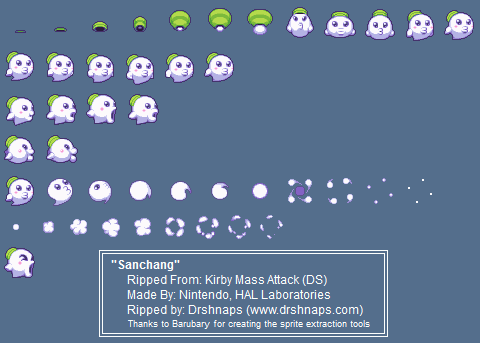 "Sanchang"
Ripped From: Kirby Mass Attack (DS)
Made By: Nintendo, HAL Laboratories
Ripped by: Drshnaps (www.drshnaps.com)
Thanks to Barubary for creating the sprite extraction tools